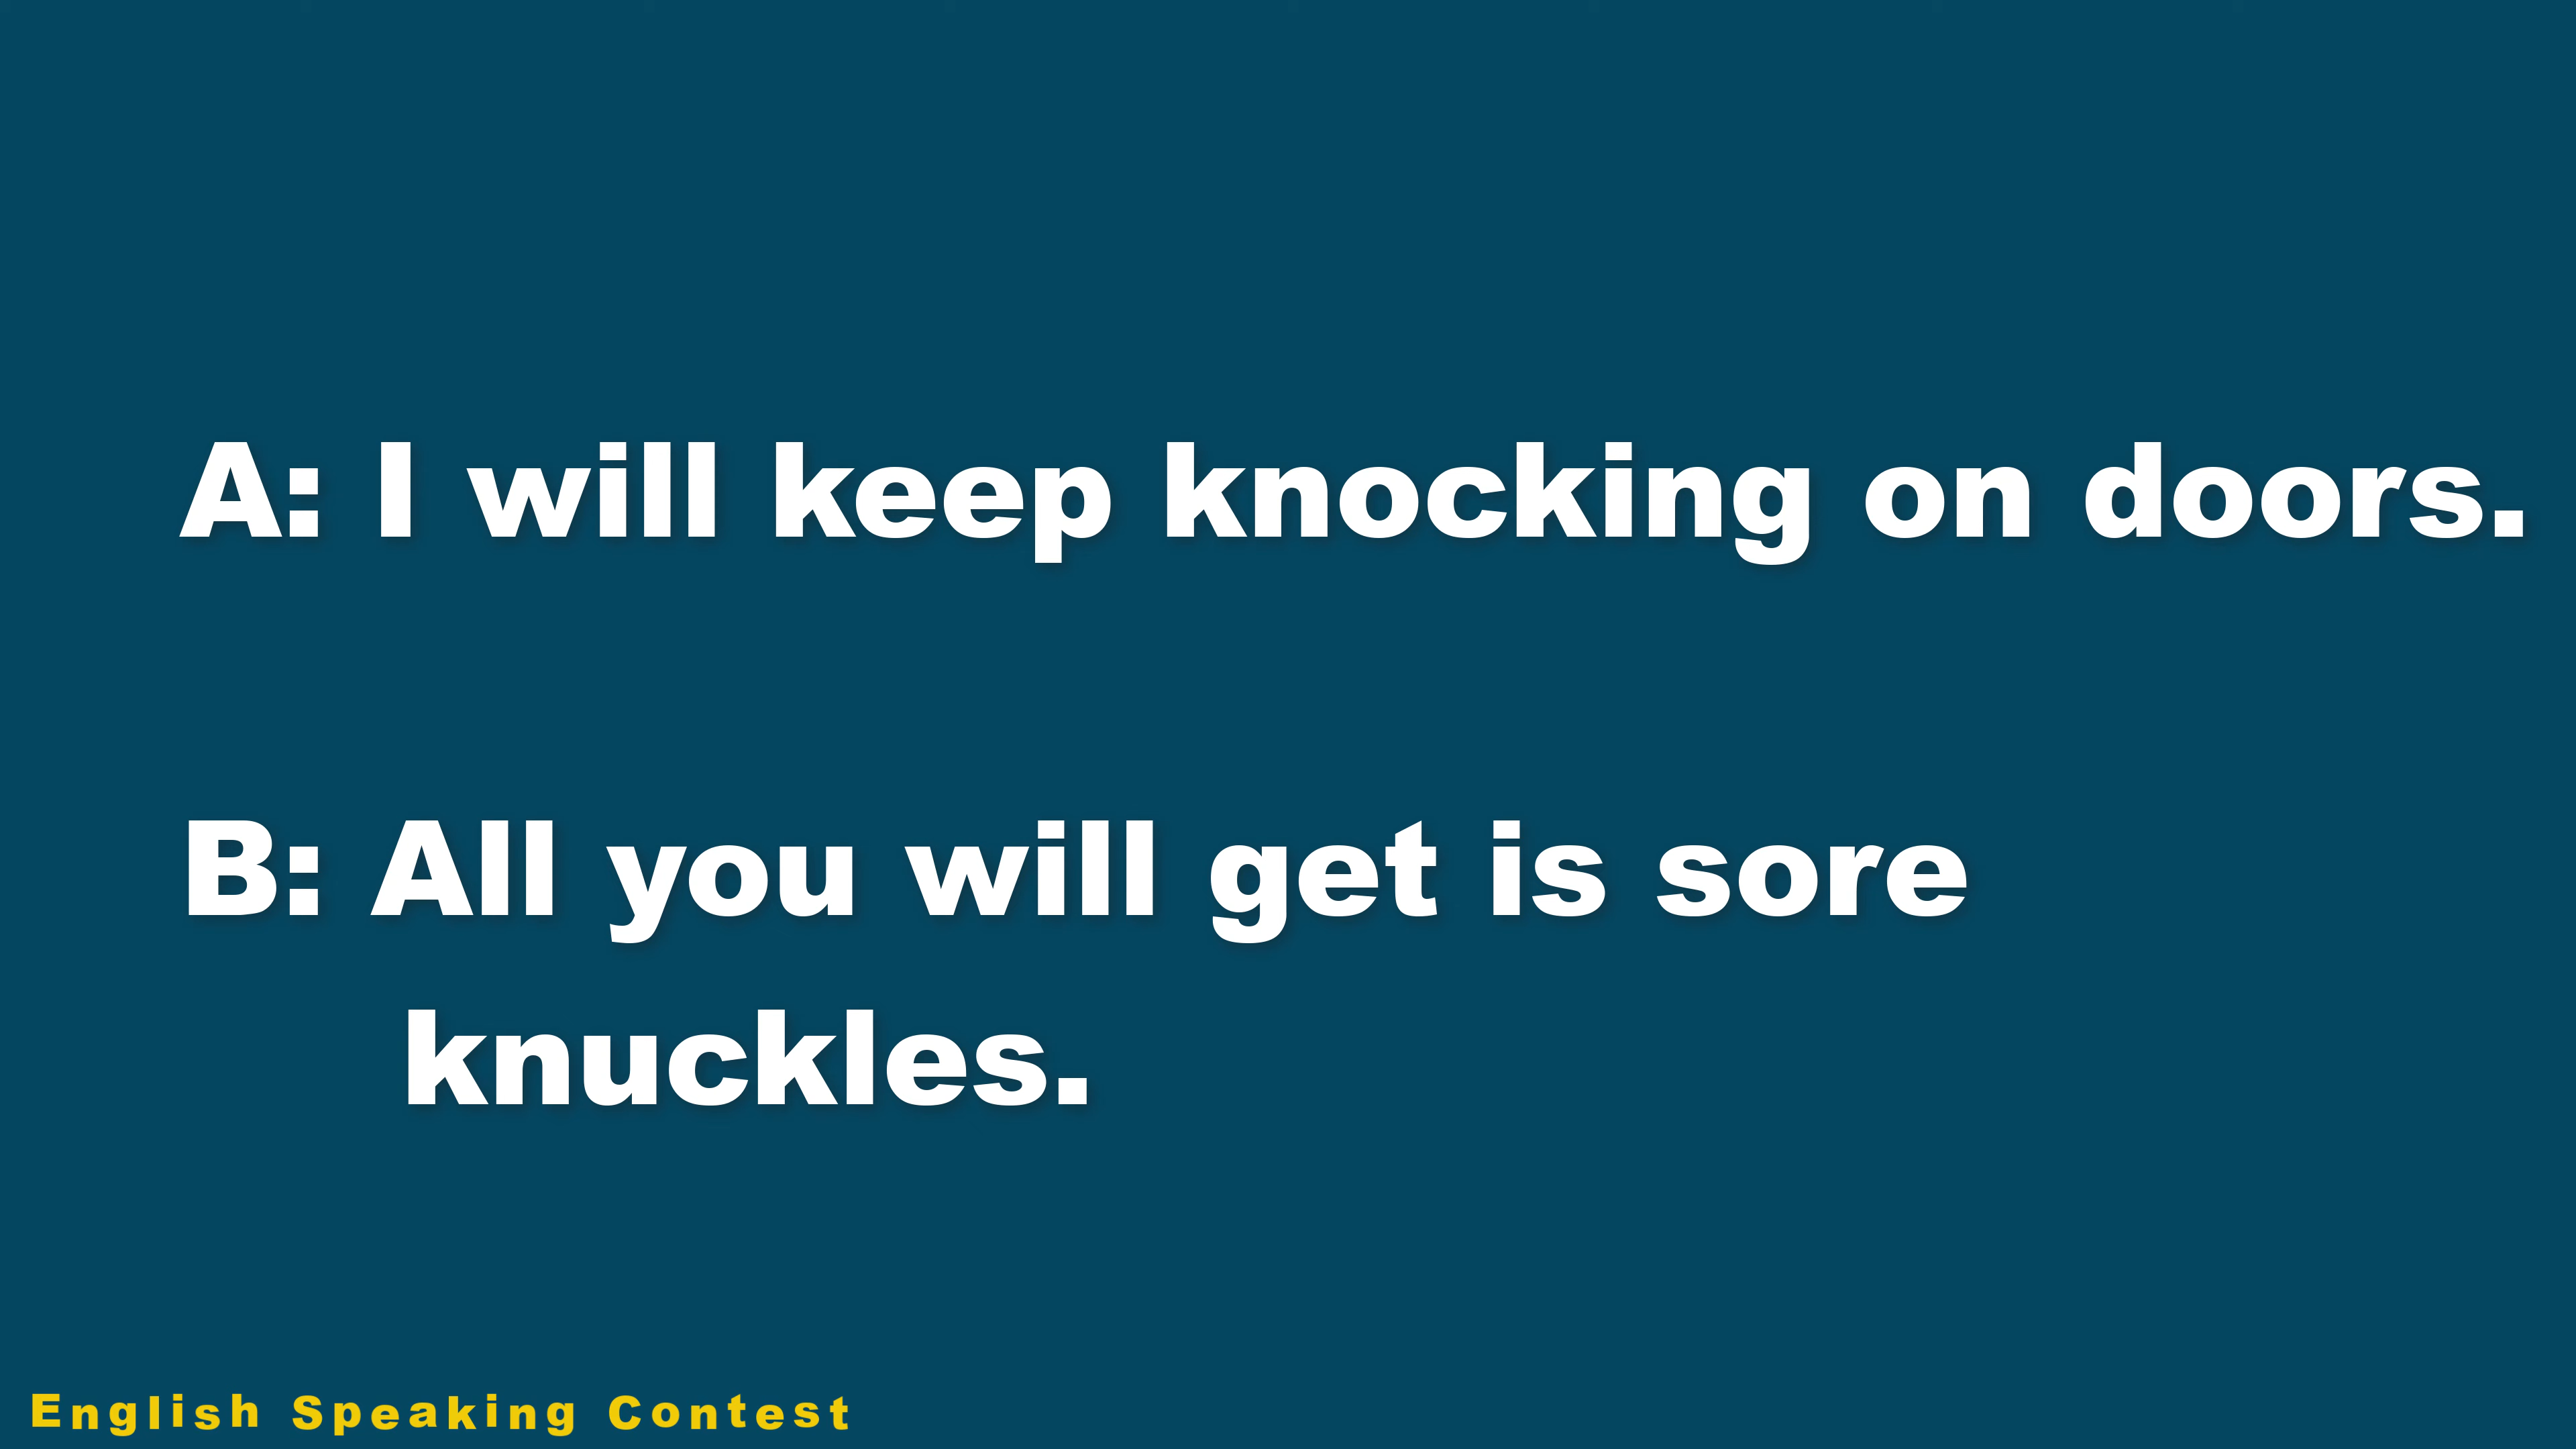 A: I will keep knocking on doors.
B: All you will get is sore
knuckles.
English Speaking Contest